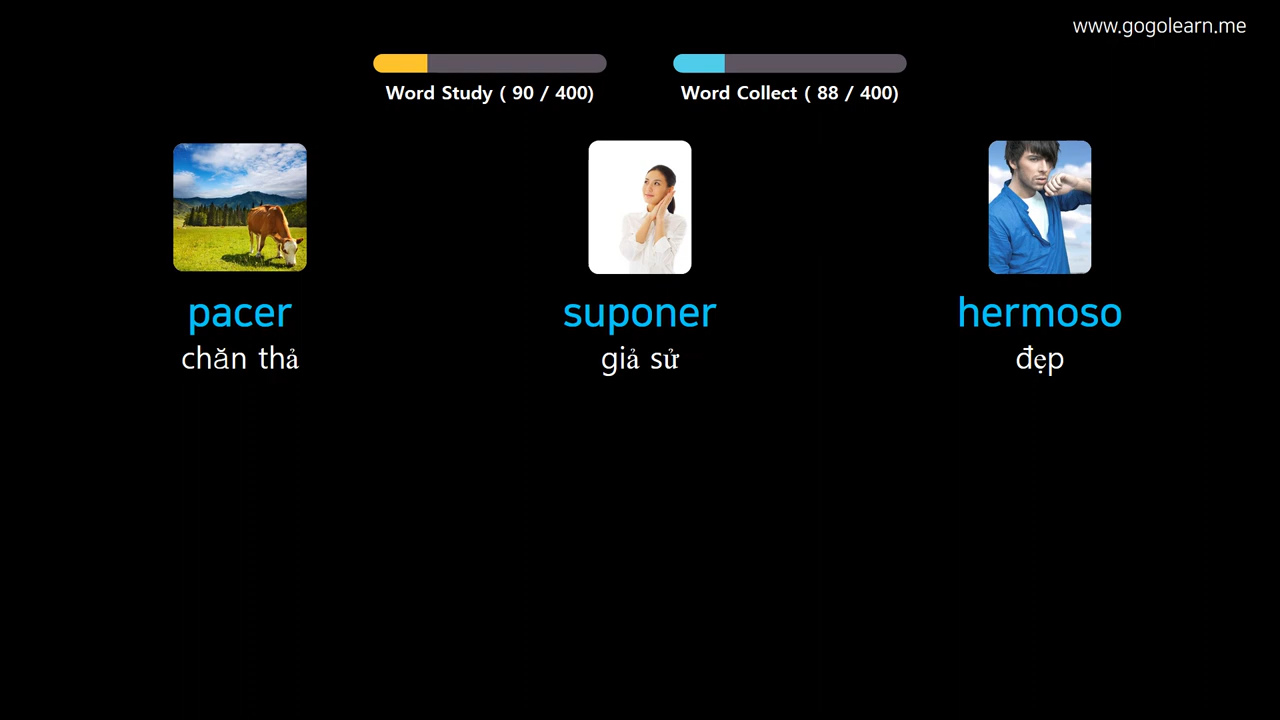 www.gogolearn.me
Word Study ( 90 / 400)
Word Collect ( 88 / 400)
pacer
chăn thả
suponer
giả sử
hermoso
đẹp